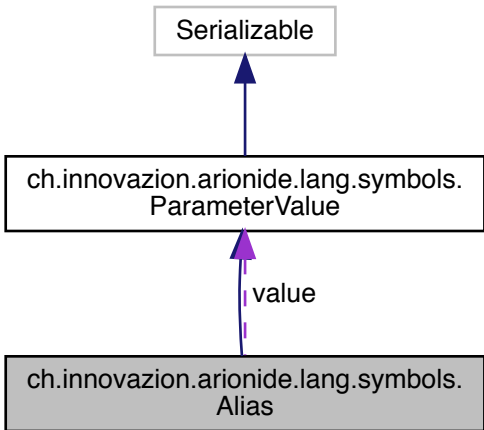 Serializable
ch.innovazion.arionide.lang.symbols.
ParameterValue
value
ch.innovazion.arionide.lang.symbols.
Alias